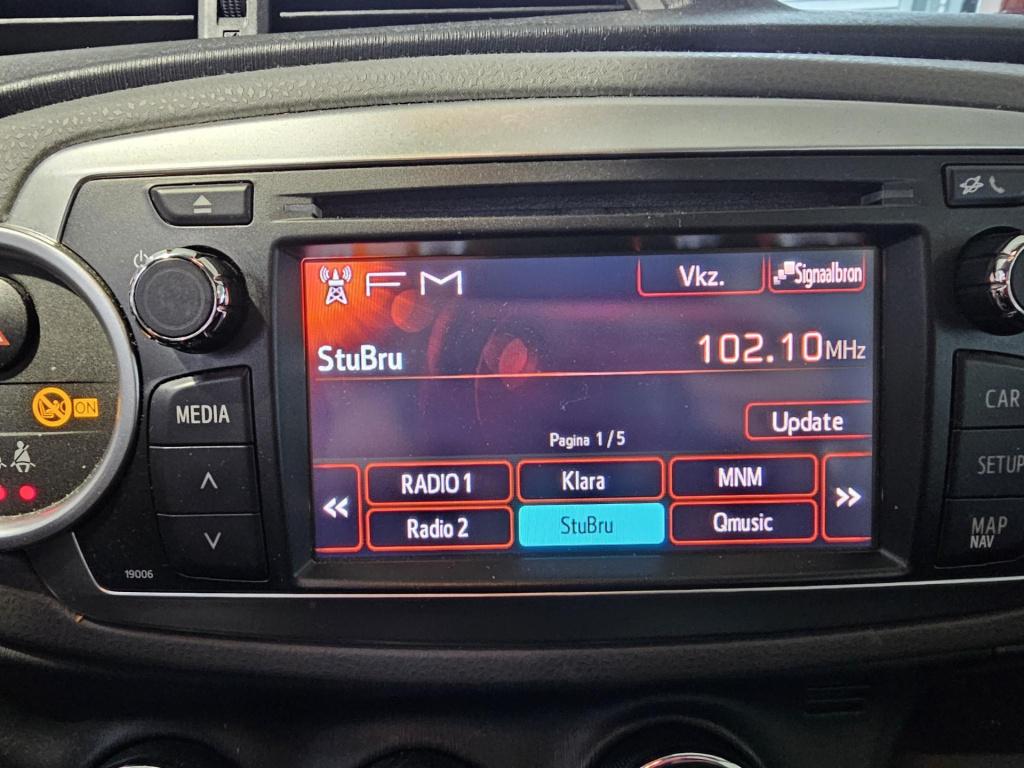 FM
Vkz.
Signaalbron
StuBru
102.10MHz
Update
Pagina 1/5
RADIO 1
Klara
MNM
Radio 2
StuBru
Qmusic
MEDIA
19006
ON
CAR
SETUP
MAP
NAV